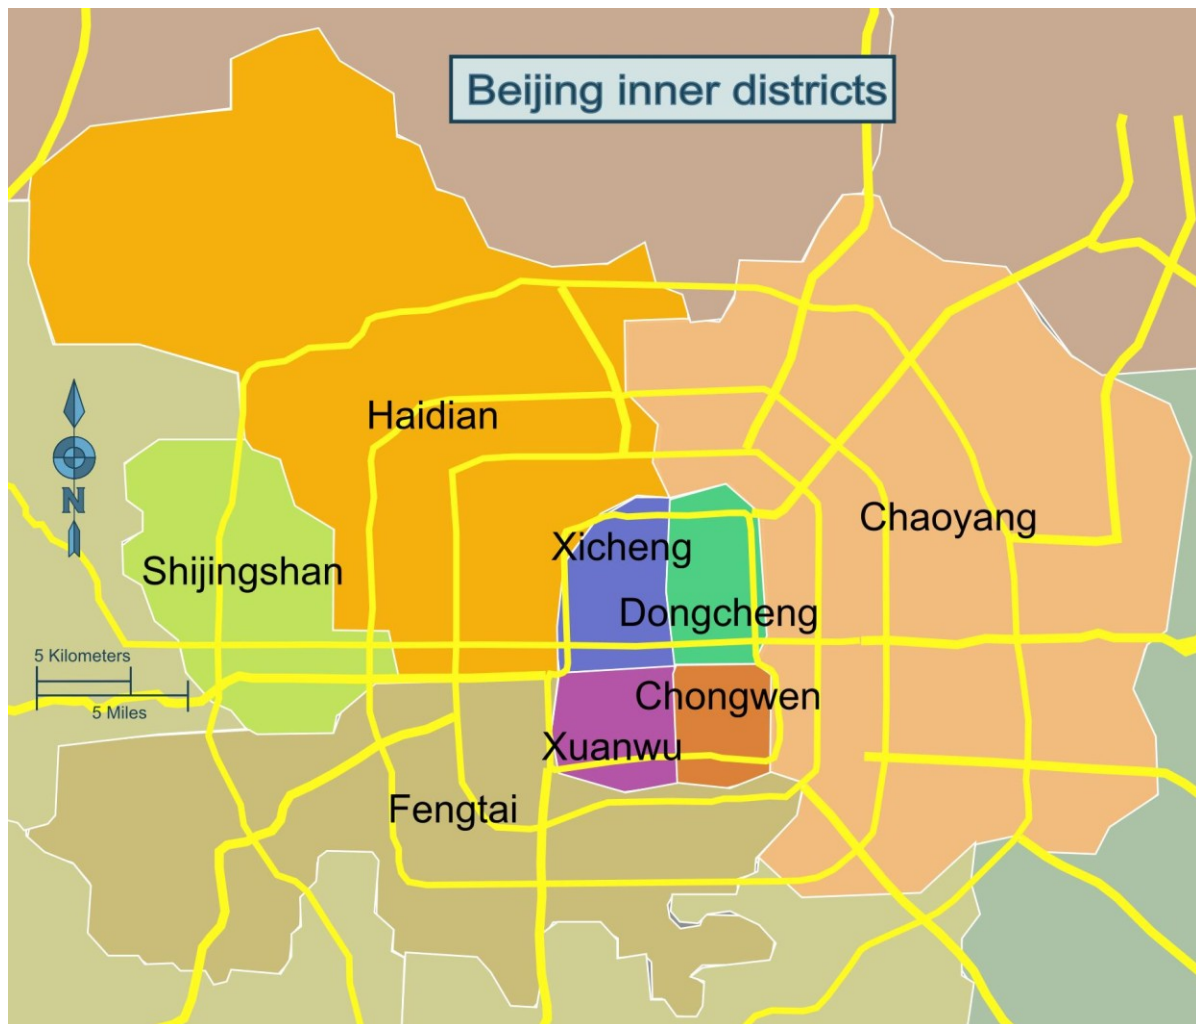 Beijing inner districts
Haidian
Chaoyang
Xicheng
Shijingshan
Dongcheng
5 Kilometers
Chongwen
5 Miles
Xuanwu
Fengtai
N